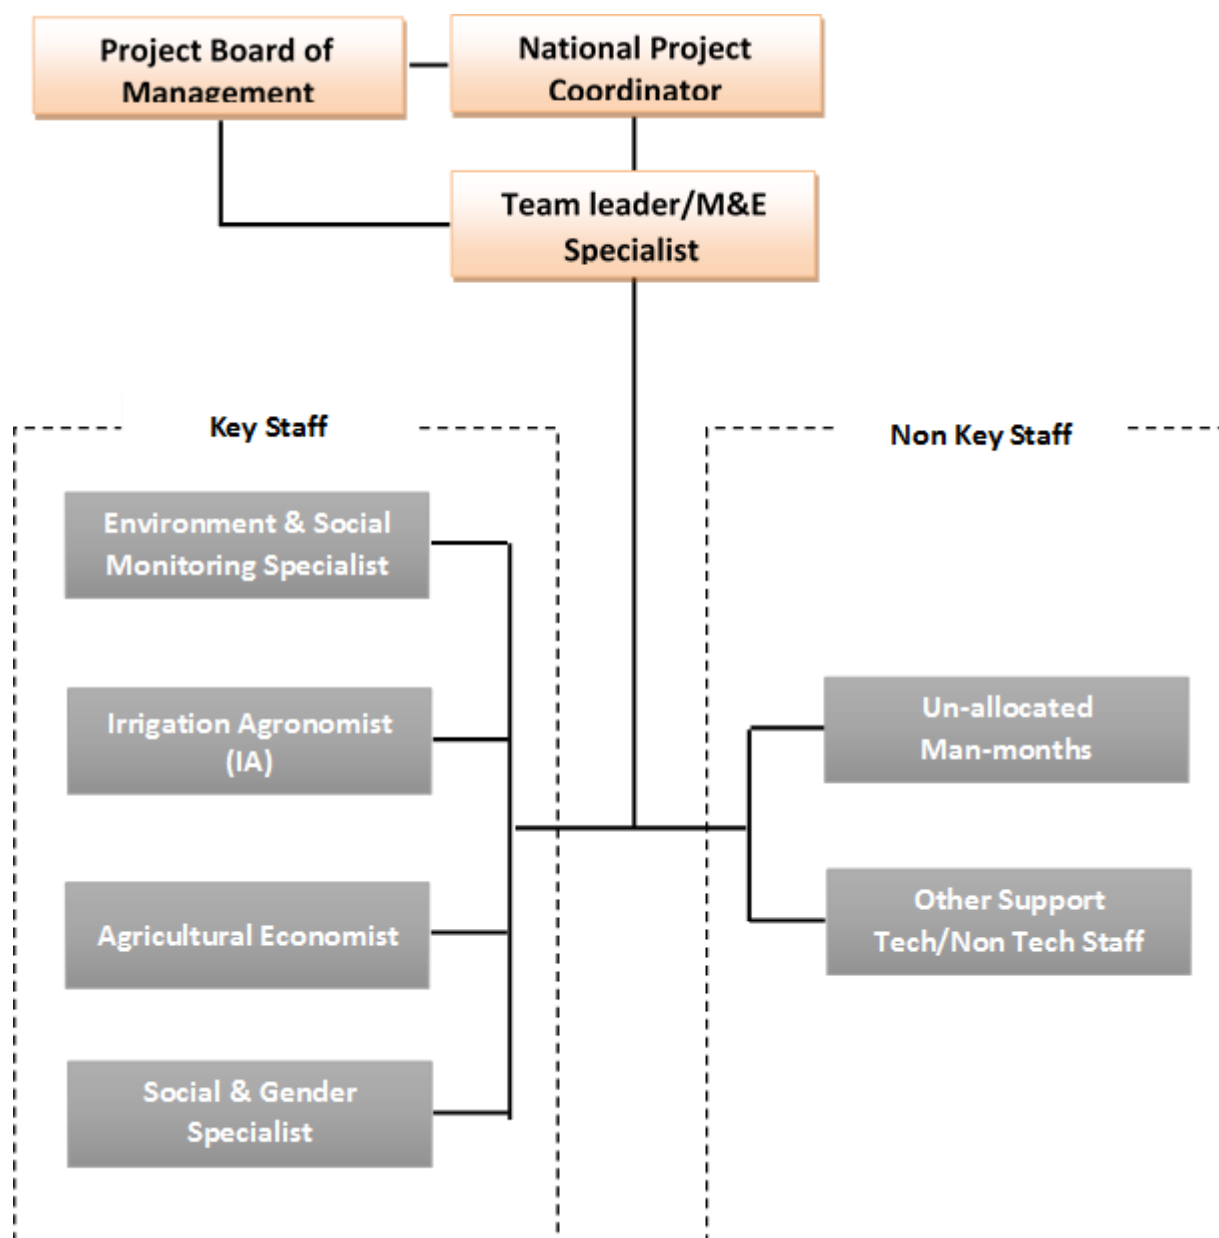 Project Board of
Management
National Project
Coordinator
Team leader/M&E
Specialist
Key Staff
Non Key Staff
Environment & Social
Monitoring Specialist
Irrigation Agronomist
(IA)
Agricultural Economist
Social & Gender
Specialist
Un-allocated
Man-months
Other Support
Tech/Non Tech Staff